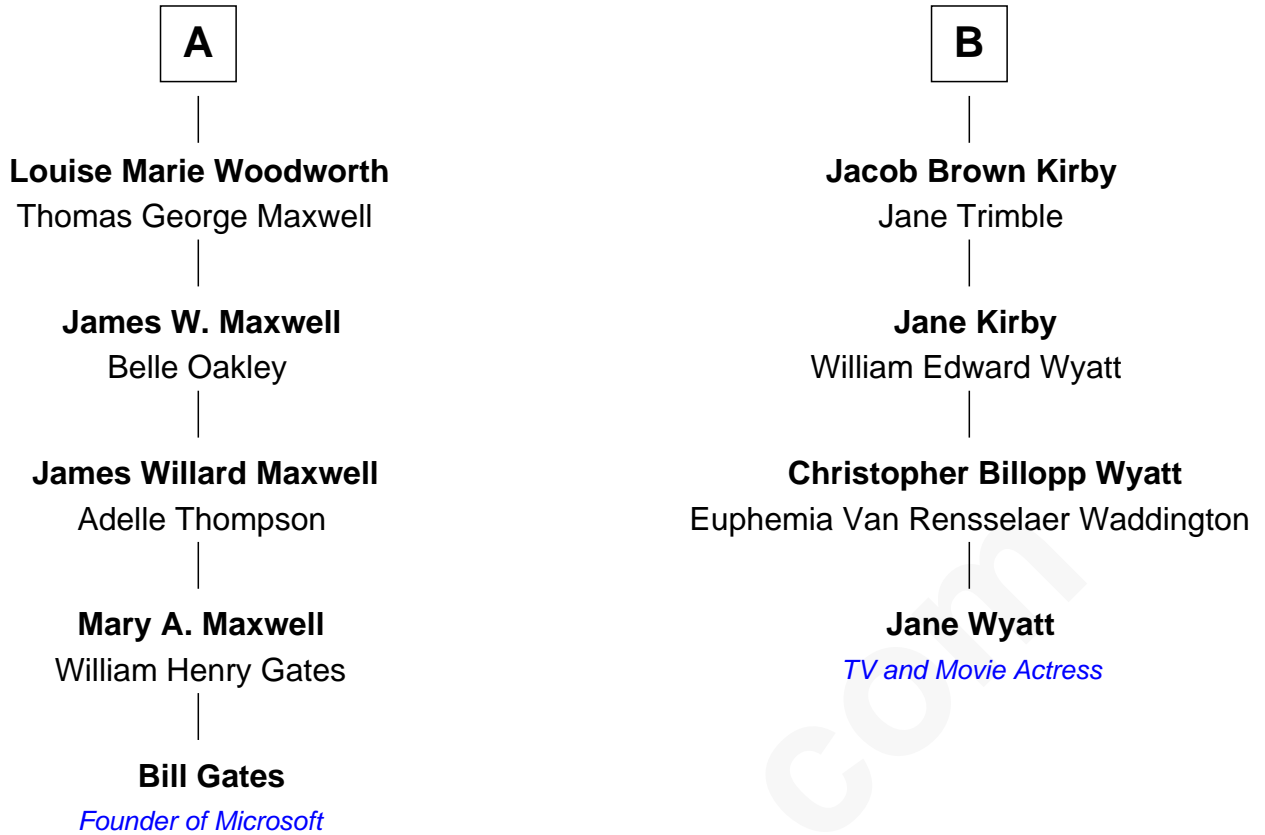 A
Louise Marie Woodworth
Thomas George Maxwell
James W. Maxwell
Belle Oakley
James Willard Maxwell
Adelle Thompson
Mary A. Maxwell
William Henry Gates
Bill Gates
Founder of Microsoft
B
Jacob Brown Kirby
Jane Trimble
Jane Kirby
William Edward Wyatt
Christopher Billopp Wyatt
Euphemia Van Rensselaer Waddington
Jane Wyatt
TV and Movie Actress
com